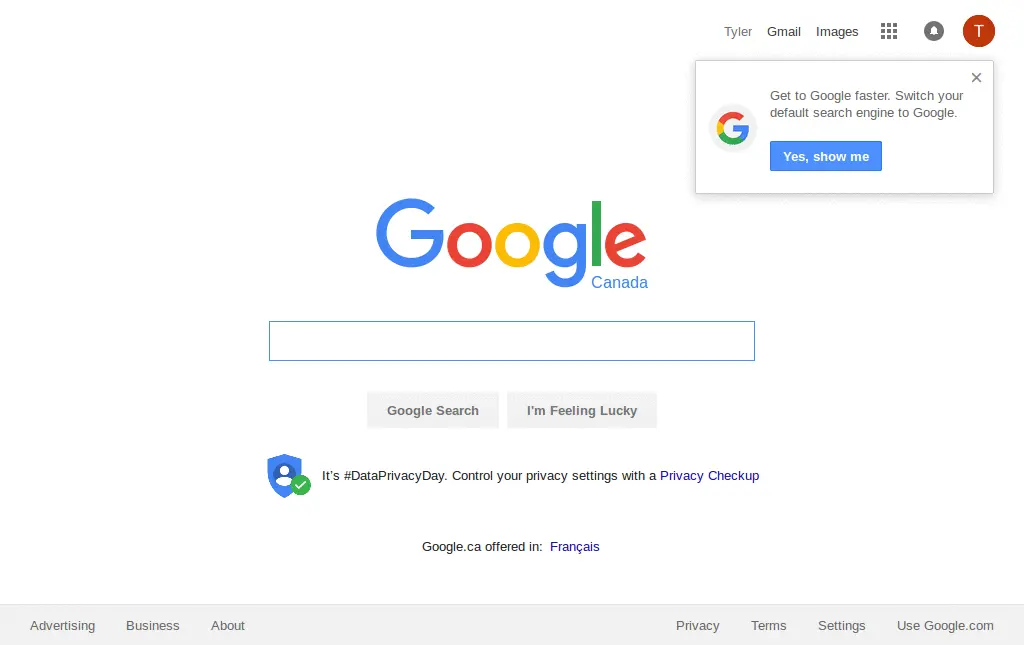 Tyler Gmail Images T
Get to Google faster. Switch your
default search engine to Google.
Yes, show me
Google
Canada
Google Search I'm Feeling Lucky
It's #DataPrivacyDay. Control your privacy settings with a Privacy Checkup
Google.ca offered in: Français
Advertising Business About Privacy Terms Settings Use Google.com